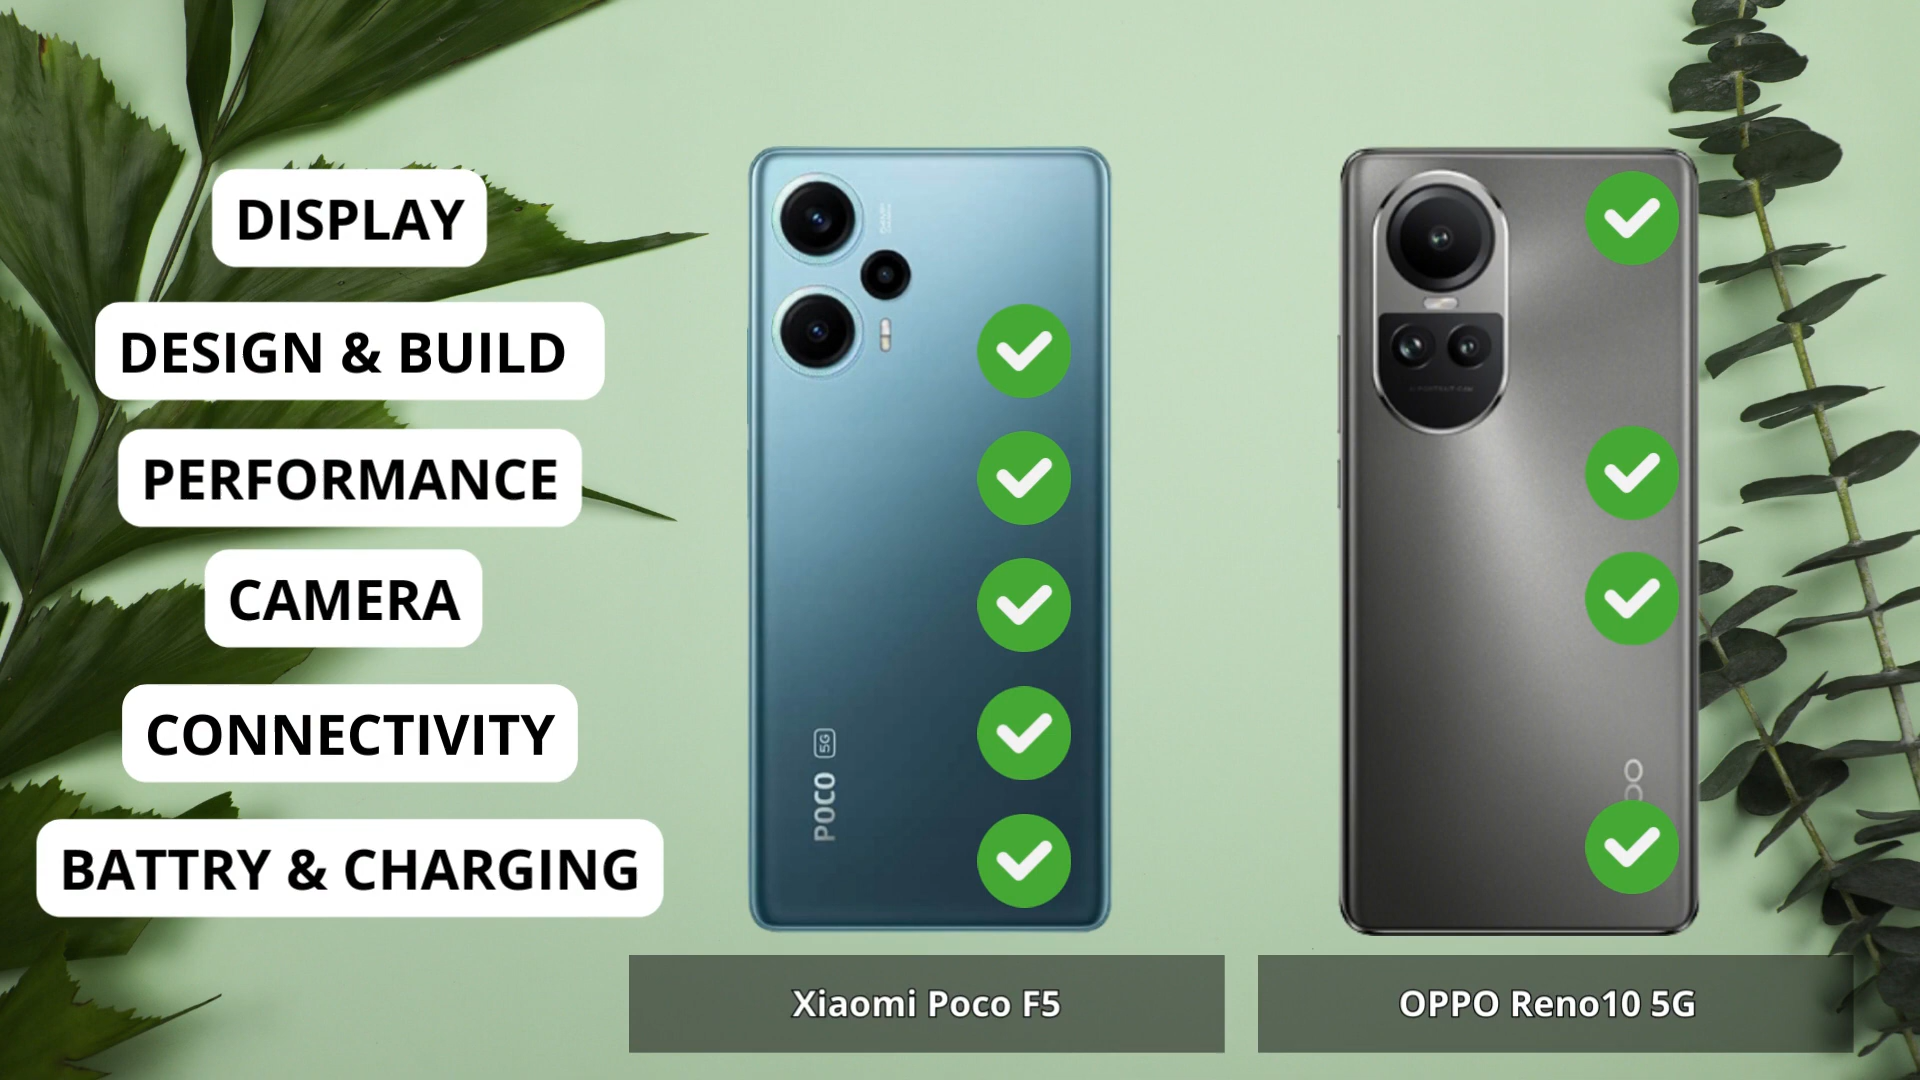 DISPLAY
DESIGN & BUILD
PERFORMANCE
CAMERA
CONNECTIVITY
BATTRY & CHARGING
POCO 5G
Xiaomi Poco F5
OPPO Reno10 5G